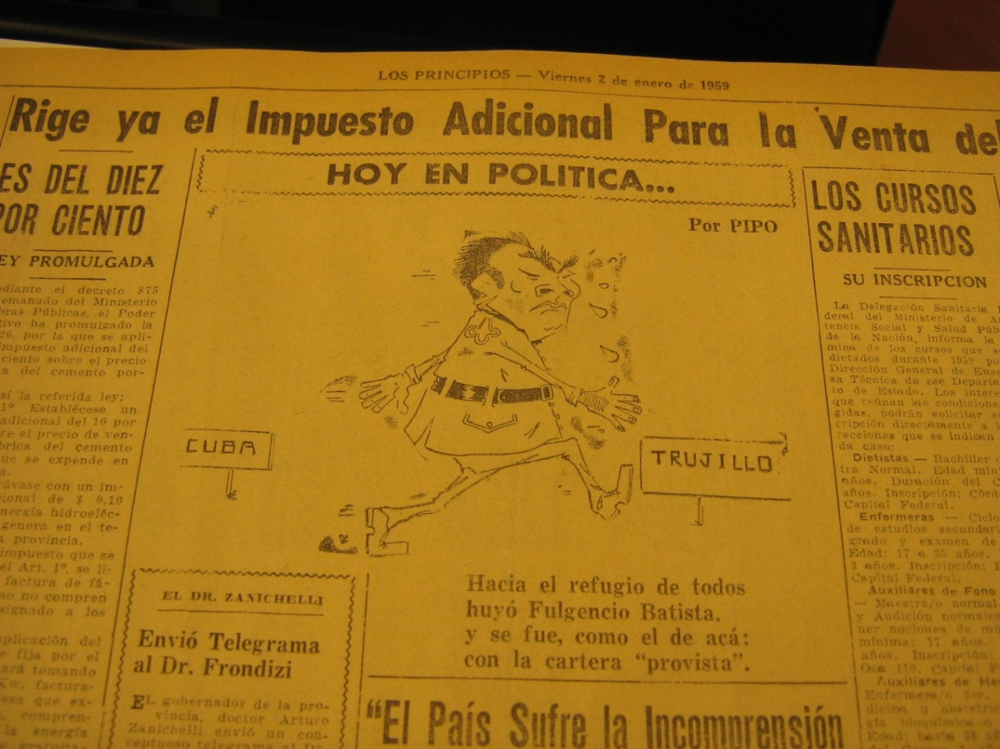 LOS PRINCIPIOS — Viernes 2 de enero de 1959
Rige ya el Impuesto Adicional Para la Venta del
ES DEL DIEZ
POR CIENTO
EY PROMULGADA
ediante el decreto 875
emanado del Ministerio
bras Públicas, el Poder
tivo ha promulgado la
26, por la que se apli-
impuesto adicional del
ciento sobre el precio
ta del cemento por-
sí la referida ley:
1º Establécese un
adicional del 10 por
re el precio de ven-
brica del cemento
que se expende en
a.
rávase con un im-
cional de $ 0,10
nergía hidroeléc-
genera en el te-
a provincia.
impuesto que se
el Art. 1º, se li-
factura de fá-
no no compren
signado a los
plicación del
e fija por el
ará tomando
Kw. factura-
esa que ex-
, compren-
la energía
HOY EN POLITICA...
Por PIPO
CUBA
TRUJILLO
Hacia el refugio de todos
huyó Fulgencio Batista.
y se fue, como el de acá:
con la cartera “provista”.
EL DR. ZANICHELLI
Envió Telegrama
al Dr. Frondizi
EL gobernador de la pro-
vincia, doctor Arturo
Zanichelli envió un con-
ceptuoso telegrama al Dr.
“El País Sufre la Incomprensión
LOS CURSOS
SANITARIOS
SU INSCRIPCION
La Delegación Sanitaria
deral del Ministerio de A
tencia Social y Salud Púb
de la Nación, informa la
mina de los cursos que s
dictados durante 1959 po
Dirección General de Ense
za Técnica de ese Departa
to de Estado. Los intere
que reúnan las condicione
gidas, podrán solicitar s
cripción directamente a l
recciones que se indican
da caso:
Dietistas — Bachiller
tra Normal. Edad mín
años. Duración del C
años. Inscripción: Córd
Capital Federal.
Enfermeras — Ciclo
de estudios secundari
grado y examen de
Edad: 17 a 35 años.
3 años. Inscripción:
Capital Federal.
Auxiliares de Fono
— Maestra/o normal
y Audición normales
ner nociones de mú
mínima: 17 años.
años. Inscripción:
Oca 110, Capital F
Auxiliares de He
Enfermera/o
dicina u obstetri
gía, bioquímica o
Edad: hasta